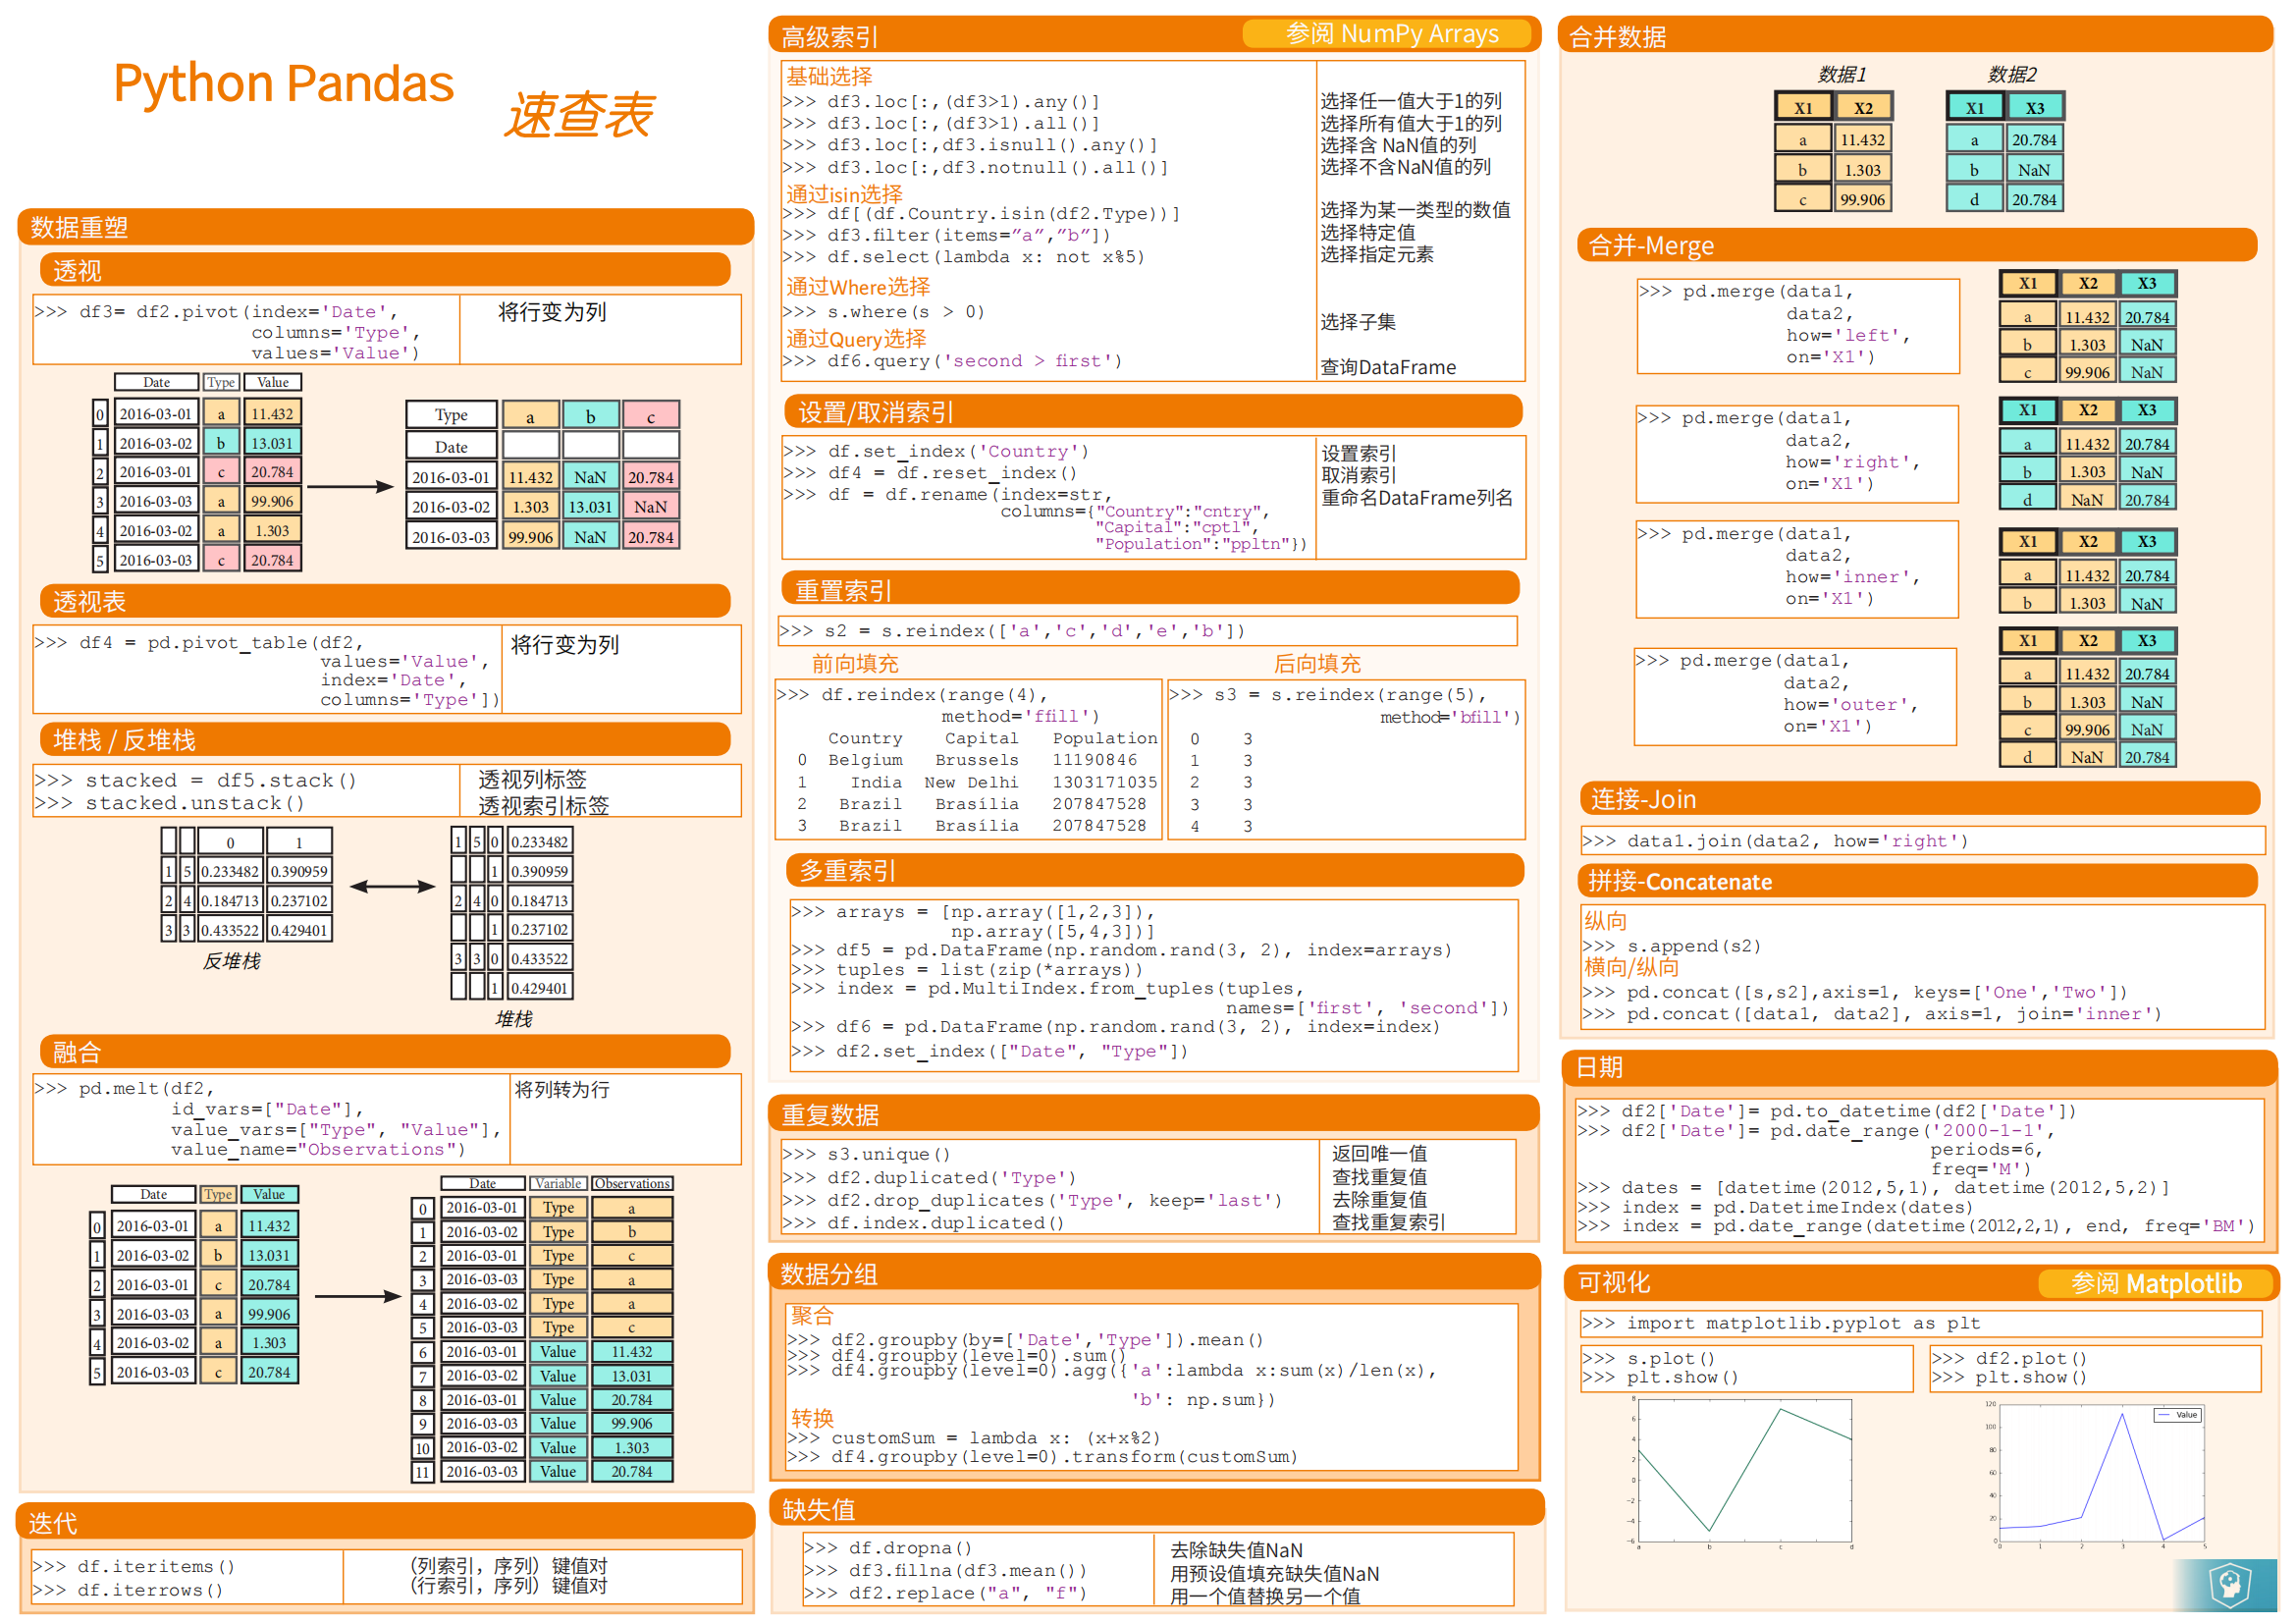 Python Pandas
速查表
数据重塑
透视
>>> df3= df2.pivot(index='Date', 将行变为列
columns='Type',
values='Value')
Date Type Value
0 2016-03-01 a 11.432
1 2016-03-02 b 13.031
2 2016-03-01 c 20.784
3 2016-03-03 a 99.906
4 2016-03-02 a 1.303
5 2016-03-03 c 20.784
Type a b c
Date
2016-03-01 11.432 NaN 20.784
2016-03-02 1.303 13.031 NaN
2016-03-03 99.906 NaN 20.784
透视表
>>> df4 = pd.pivot_table(df2, 将行变为列
values='Value',
index='Date',
columns='Type'])
堆栈 / 反堆栈
>>> stacked = df5.stack() 透视列标签
>>> stacked.unstack() 透视索引标签
0 1
1 5 0.233482 0.390959
2 4 0.184713 0.237102
3 3 0.433522 0.429401
反堆栈
1 5 0 0.233482
1 0.390959
2 4 0 0.184713
1 0.237102
3 3 0 0.433522
1 0.429401
堆栈
融合
>>> pd.melt(df2, 将列转为行
id_vars=["Date"],
value_vars=["Type", "Value"],
value_name="Observations")
Date Type Value
0 2016-03-01 a 11.432
1 2016-03-02 b 13.031
2 2016-03-01 c 20.784
3 2016-03-03 a 99.906
4 2016-03-02 a 1.303
5 2016-03-03 c 20.784
Date Variable Observations
0 2016-03-01 Type a
1 2016-03-02 Type b
2 2016-03-01 Type c
3 2016-03-03 Type a
4 2016-03-02 Type a
5 2016-03-03 Type c
6 2016-03-01 Value 11.432
7 2016-03-02 Value 13.031
8 2016-03-01 Value 20.784
9 2016-03-03 Value 99.906
10 2016-03-02 Value 1.303
11 2016-03-03 Value 20.784
迭代
>>> df.iteritems() （列索引，序列）键值对
>>> df.iterrows() （行索引，序列）键值对
高级索引 参阅 NumPy Arrays
基础选择
>>> df3.loc[:,(df3>1).any()] 选择任一值大于1的列
>>> df3.loc[:,(df3>1).all()] 选择所有值大于1的列
>>> df3.loc[:,df3.isnull().any()] 选择含 NaN值的列
>>> df3.loc[:,df3.notnull().all()] 选择不含NaN值的列
通过isin选择
>>> df[(df.Country.isin(df2.Type))] 选择为某一类型的数值
>>> df3.filter(items=”a”,”b”]) 选择特定值
>>> df.select(lambda x: not x%5) 选择指定元素
通过Where选择
>>> s.where(s > 0) 选择子集
通过Query选择
>>> df6.query('second > first') 查询DataFrame
设置/取消索引
>>> df.set_index('Country') 设置索引
>>> df4 = df.reset_index() 取消索引
>>> df = df.rename(index=str, 重命名DataFrame列名
columns={"Country":"cntry",
"Capital":"cptl",
"Population":"ppltn"})
重置索引
>>> s2 = s.reindex(['a','c','d','e','b'])
前向填充
>>> df.reindex(range(4),
method='ffill')
Country Capital Population
0 Belgium Brussels 11190846
1 India New Delhi 1303171035
2 Brazil Brasília 207847528
3 Brazil Brasília 207847528
后向填充
>>> s3 = s.reindex(range(5),
method='bfill')
0 3
1 3
2 3
3 3
4 3
多重索引
>>> arrays = [np.array([1,2,3]),
np.array([5,4,3])]
>>> df5 = pd.DataFrame(np.random.rand(3, 2), index=arrays)
>>> tuples = list(zip(*arrays))
>>> index = pd.MultiIndex.from_tuples(tuples,
names=['first', 'second'])
>>> df6 = pd.DataFrame(np.random.rand(3, 2), index=index)
>>> df2.set_index(["Date", "Type"])
重复数据
>>> s3.unique() 返回唯一值
>>> df2.duplicated('Type') 查找重复值
>>> df2.drop_duplicates('Type', keep='last') 去除重复值
>>> df.index.duplicated() 查找重复索引
数据分组
聚合
>>> df2.groupby(by=['Date','Type']).mean()
>>> df4.groupby(level=0).sum()
>>> df4.groupby(level=0).agg({'a':lambda x:sum(x)/len(x),
'b': np.sum})
转换
>>> customSum = lambda x: (x+x%2)
>>> df4.groupby(level=0).transform(customSum)
缺失值
>>> df.dropna() 去除缺失值NaN
>>> df3.fillna(df3.mean()) 用预设值填充缺失值NaN
>>> df2.replace("a", "f") 用一个值替换另一个值
合并数据
数据1
X1 X2
a 11.432
b 1.303
c 99.906
数据2
X1 X3
a 20.784
b NaN
d 20.784
合并-Merge
>>> pd.merge(data1,
data2,
how='left',
on='X1')
X1 X2 X3
a 11.432 20.784
b 1.303 NaN
c 99.906 NaN
>>> pd.merge(data1,
data2,
how='right',
on='X1')
X1 X2 X3
a 11.432 20.784
b 1.303 NaN
d NaN 20.784
>>> pd.merge(data1,
data2,
how='inner',
on='X1')
X1 X2 X3
a 11.432 20.784
b 1.303 NaN
>>> pd.merge(data1,
data2,
how='outer',
on='X1')
X1 X2 X3
a 11.432 20.784
b 1.303 NaN
c 99.906 NaN
d NaN 20.784
连接-Join
>>> data1.join(data2, how='right')
拼接-Concatenate
纵向
>>> s.append(s2)
横向/纵向
>>> pd.concat([s,s2],axis=1, keys=['One','Two'])
>>> pd.concat([data1, data2], axis=1, join='inner')
日期
>>> df2['Date']= pd.to_datetime(df2['Date'])
>>> df2['Date']= pd.date_range('2000-1-1',
periods=6,
freq='M')
>>> dates = [datetime(2012,5,1), datetime(2012,5,2)]
>>> index = pd.DatetimeIndex(dates)
>>> index = pd.date_range(datetime(2012,2,1), end, freq='BM')
可视化 参阅 Matplotlib
>>> import matplotlib.pyplot as plt
>>> s.plot()
>>> plt.show()
8
6
4
2
0
−2
−4
−6
a b c d
>>> df2.plot()
>>> plt.show()
Value
120
100
80
60
40
20
0
0 1 2 3 4 5